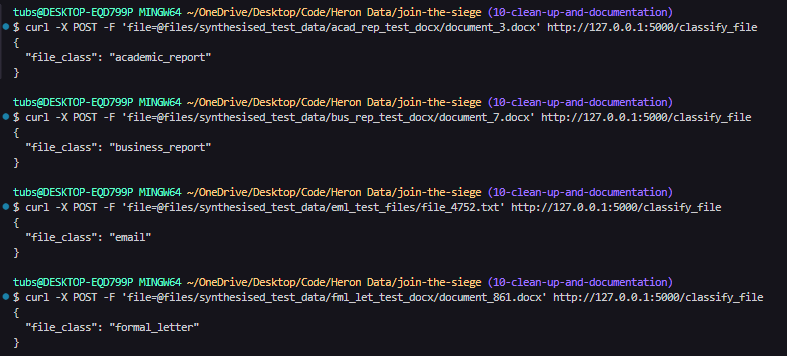 tubs@DESKTOP-EQD799P MINGW64 ~/OneDrive/Desktop/Code/Heron Data/join-the-siege (10-clean-up-and-documentation)
$ curl -X POST -F 'file=@files/synthesised_test_data/acad_rep_test_docx/document_3.docx' http://127.0.0.1:5000/classify_file
{
  "file_class": "academic_report"
}
tubs@DESKTOP-EQD799P MINGW64 ~/OneDrive/Desktop/Code/Heron Data/join-the-siege (10-clean-up-and-documentation)
$ curl -X POST -F 'file=@files/synthesised_test_data/bus_rep_test_docx/document_7.docx' http://127.0.0.1:5000/classify_file
{
  "file_class": "business_report"
}
tubs@DESKTOP-EQD799P MINGW64 ~/OneDrive/Desktop/Code/Heron Data/join-the-siege (10-clean-up-and-documentation)
$ curl -X POST -F 'file=@files/synthesised_test_data/eml_test_files/file_4752.txt' http://127.0.0.1:5000/classify_file
{
  "file_class": "email"
}
tubs@DESKTOP-EQD799P MINGW64 ~/OneDrive/Desktop/Code/Heron Data/join-the-siege (10-clean-up-and-documentation)
$ curl -X POST -F 'file=@files/synthesised_test_data/fml_let_test_docx/document_861.docx' http://127.0.0.1:5000/classify_file
{
  "file_class": "formal_letter"
}